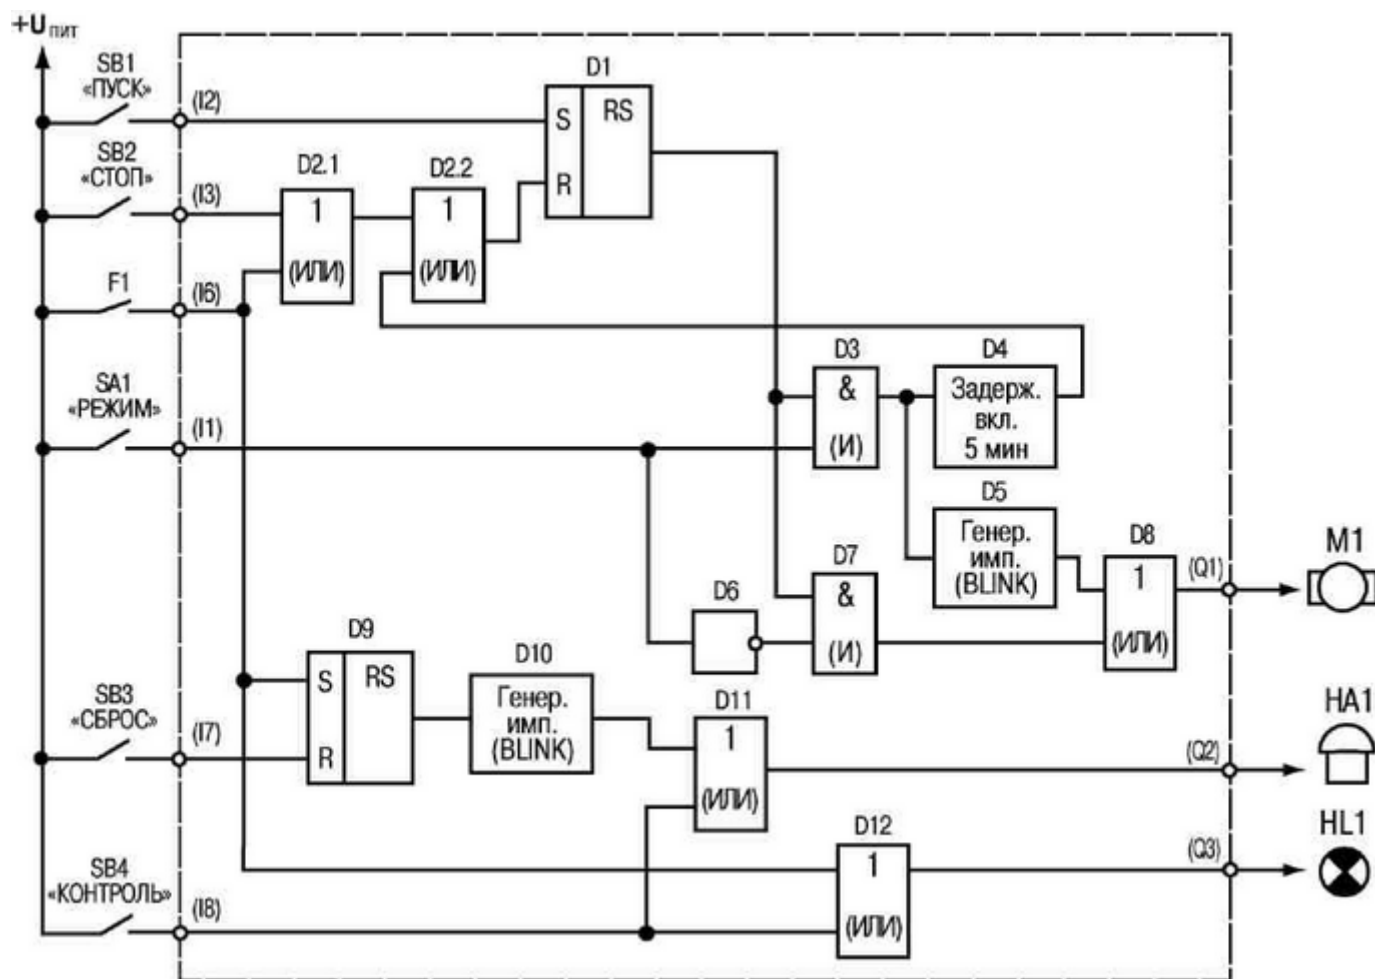 +Uпит
SB1
«ПУСК»
(I2)
D1
S
RS
R
SB2
«СТОП»
(I3)
D2.1
1
(ИЛИ)
D2.2
1
(ИЛИ)
F1
(I6)
SA1
«РЕЖИМ»
(I1)
D3
&
(И)
D4
Задерж.
вкл.
5 мин
D5
Генер.
имп.
(BLINK)
D6
D7
&
(И)
D8
1
(ИЛИ)
(Q1)
M1
D9
S
RS
R
D10
Генер.
имп.
(BLINK)
D11
1
(ИЛИ)
SB3
«СБРОС»
(I7)
(Q2)
HA1
D12
1
(ИЛИ)
(Q3)
HL1
SB4
«КОНТРОЛЬ»
(I8)